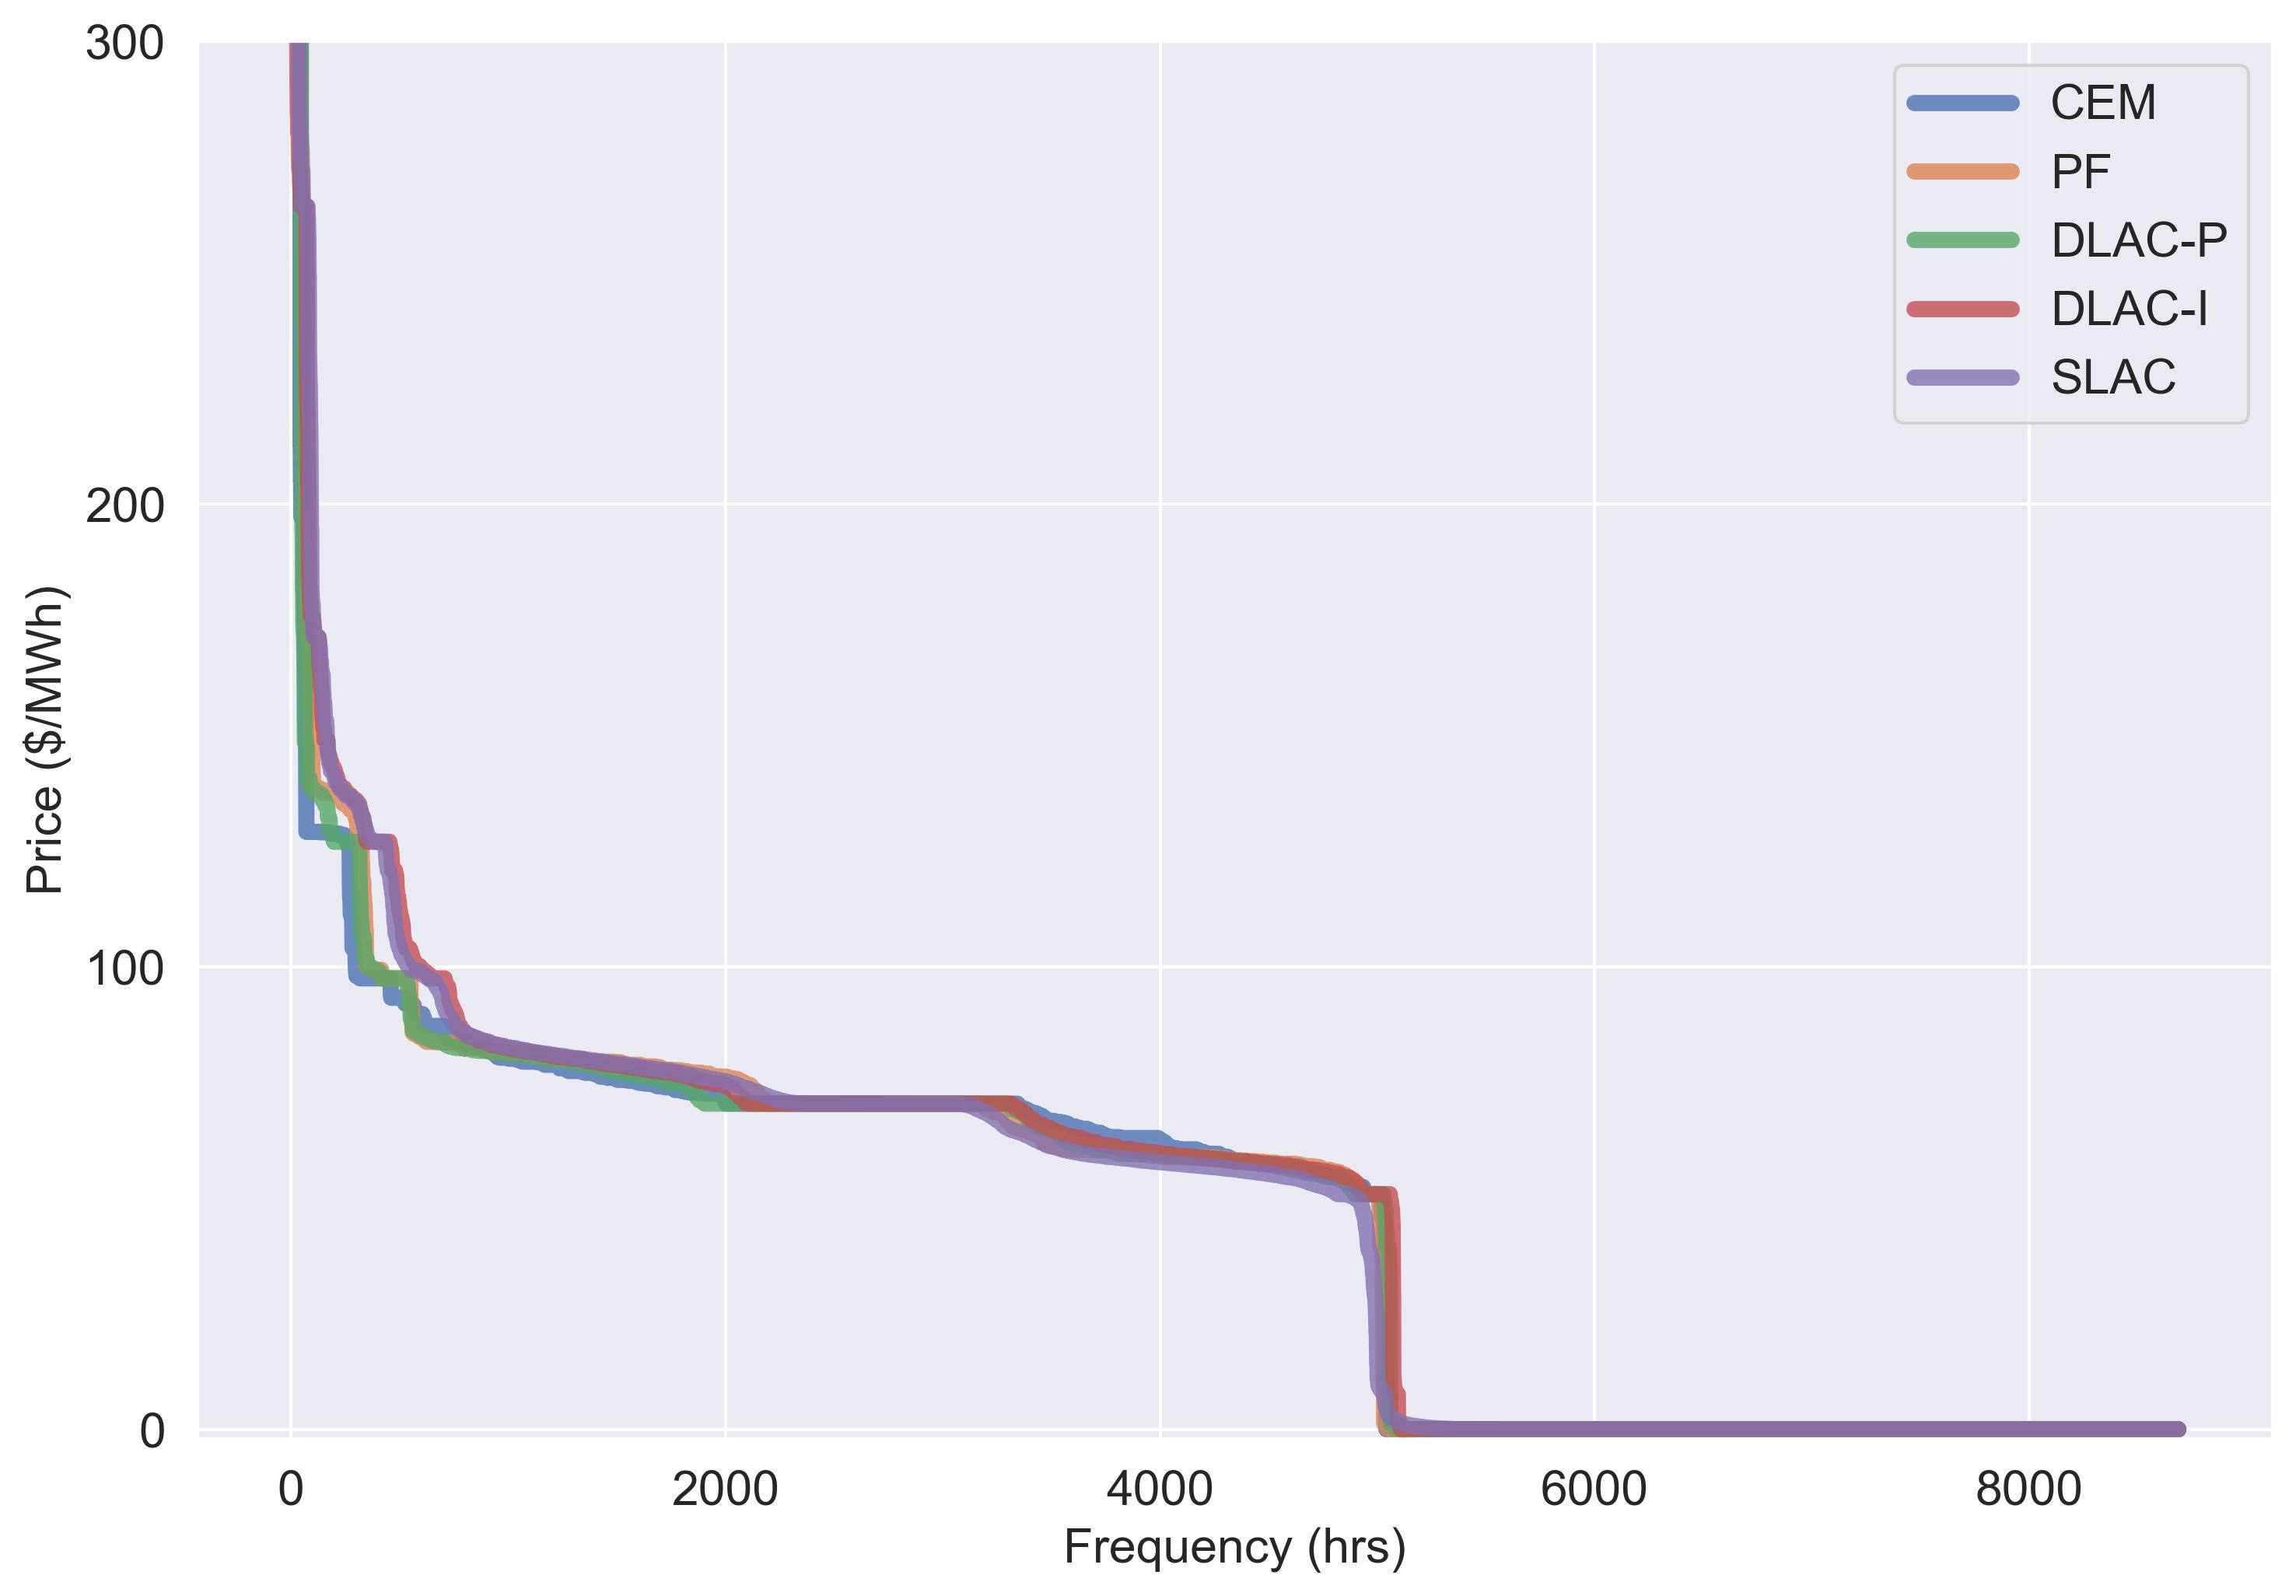 300
200
100
0
Price ($/MWh)
CEM
PF
DLAC-P
DLAC-I
SLAC
0 2000 4000 6000 8000
Frequency (hrs)